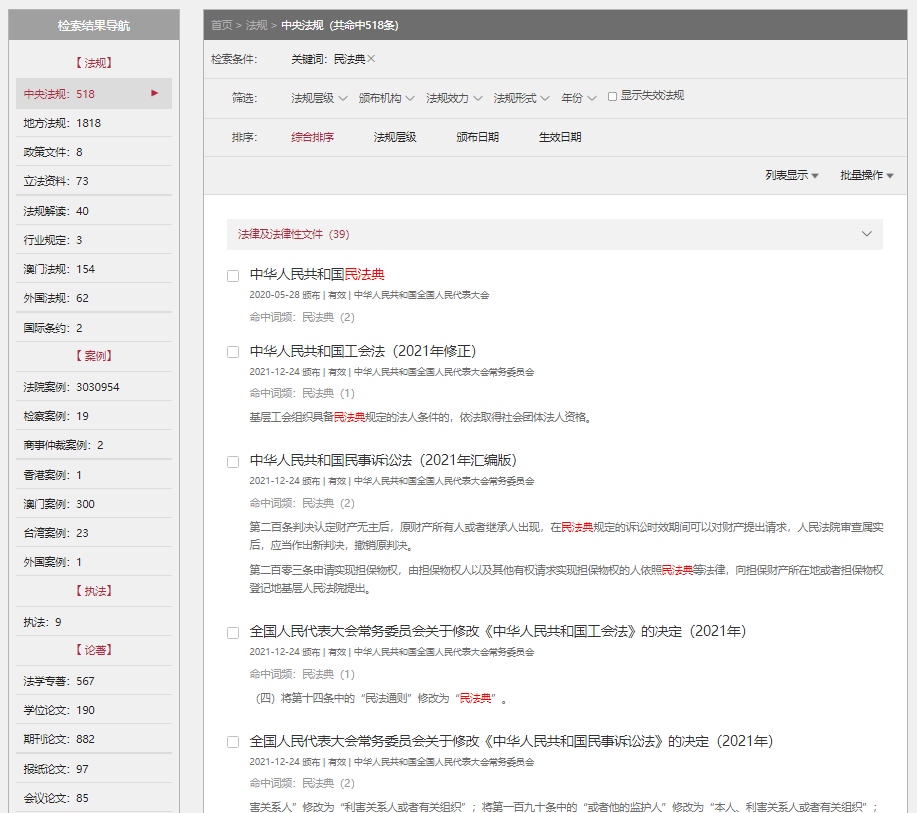 检索结果导航
【 法规】
中央法规：518
地方法规：1818
政策文件：8
立法资料：73
法规解读：40
行业规定：3
澳门法规：154
外国法规：62
国际条约：2
【 案例】
法院案例：3030954
检察案例：19
商事仲裁案例：2
香港案例：1
澳门案例：300
台湾案例：23
外国案例：1
【 执法】
执法：9
【 论著】
法学专著：567
学位论文：190
期刊论文：882
报纸论文：97
会议论文：85
首页 > 法规 > 中央法规（共命中518条）
检索条件： 关键词：民法典×
筛选： 法规层级 颁布机构 法规效力 法规形式 年份 显示失效法规
排序： 综合排序 法规层级 颁布日期 生效日期
列表显示 批量操作
法律及法律性文件（39）
中华人民共和国民法典
2020-05-28 颁布 | 有效 | 中华人民共和国全国人民代表大会
命中词频：民法典（2）
中华人民共和国工会法（2021年修正）
2021-12-24 颁布 | 有效 | 中华人民共和国全国人民代表大会常务委员会
命中词频：民法典（1）
基层工会组织具备民法典规定的法人条件的，依法取得社会团体法人资格。
中华人民共和国民事诉讼法（2021年汇编版）
2021-12-24 颁布 | 有效 | 中华人民共和国全国人民代表大会常务委员会
命中词频：民法典（2）
第二百条判决认定财产无主后，原财产所有人或者继承人出现，在民法典规定的诉讼时效期间可以对财产提出请求，人民法院审查属实
后，应当作出新判决，撤销原判决。
第二百零三条申请实现担保物权，由担保物权人以及其他有权请求实现担保物权的人依照民法典等法律，向担保财产所在地或者担保物权
登记地基层人民法院提出。
全国人民代表大会常务委员会关于修改《中华人民共和国工会法》的决定（2021年）
2021-12-24 颁布 | 有效 | 中华人民共和国全国人民代表大会常务委员会
命中词频：民法典（1）
（四）将第十四条中的“民法通则”修改为“民法典”。
全国人民代表大会常务委员会关于修改《中华人民共和国民事诉讼法》的决定（2021年）
2021-12-24 颁布 | 有效 | 中华人民共和国全国人民代表大会常务委员会
命中词频：民法典（2）
害关系人”修改为“利害关系人或者有关组织”；将第一百九十条中的“或者他的监护人”修改为“本人、利害关系人或者有关组织”；